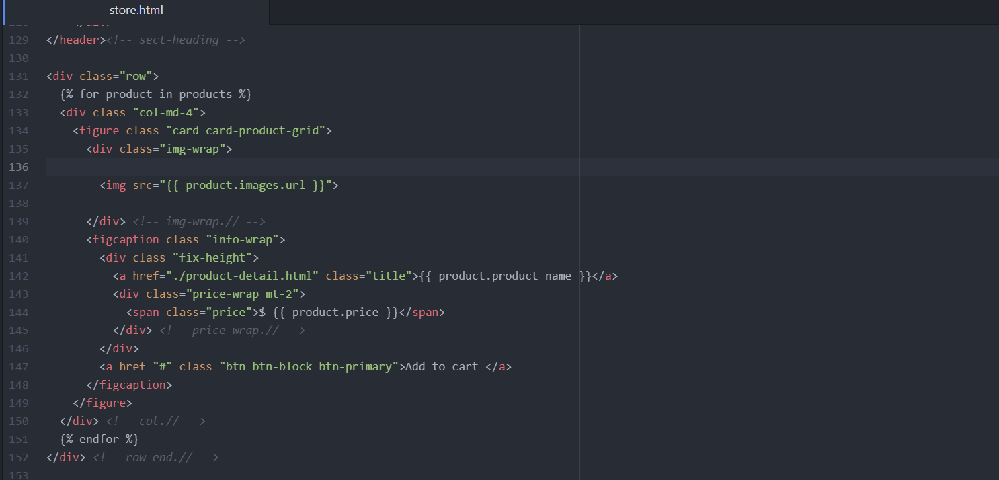 store.html
129 </header><!-- sect-heading -->
130
131 <div class="row">
132   {% for product in products %}
133   <div class="col-md-4">
134     <figure class="card card-product-grid">
135       <div class="img-wrap">
136
137         <img src="{{ product.images.url }}">
138
139       </div> <!-- img-wrap.// -->
140       <figcaption class="info-wrap">
141         <div class="fix-height">
142           <a href="./product-detail.html" class="title">{{ product.product_name }}</a>
143           <div class="price-wrap mt-2">
144             <span class="price">$ {{ product.price }}</span>
145           </div> <!-- price-wrap.// -->
146         </div>
147         <a href="#" class="btn btn-block btn-primary">Add to cart </a>
148       </figcaption>
149     </figure>
150   </div> <!-- col.// -->
151   {% endfor %}
152 </div> <!-- row end.// -->
153